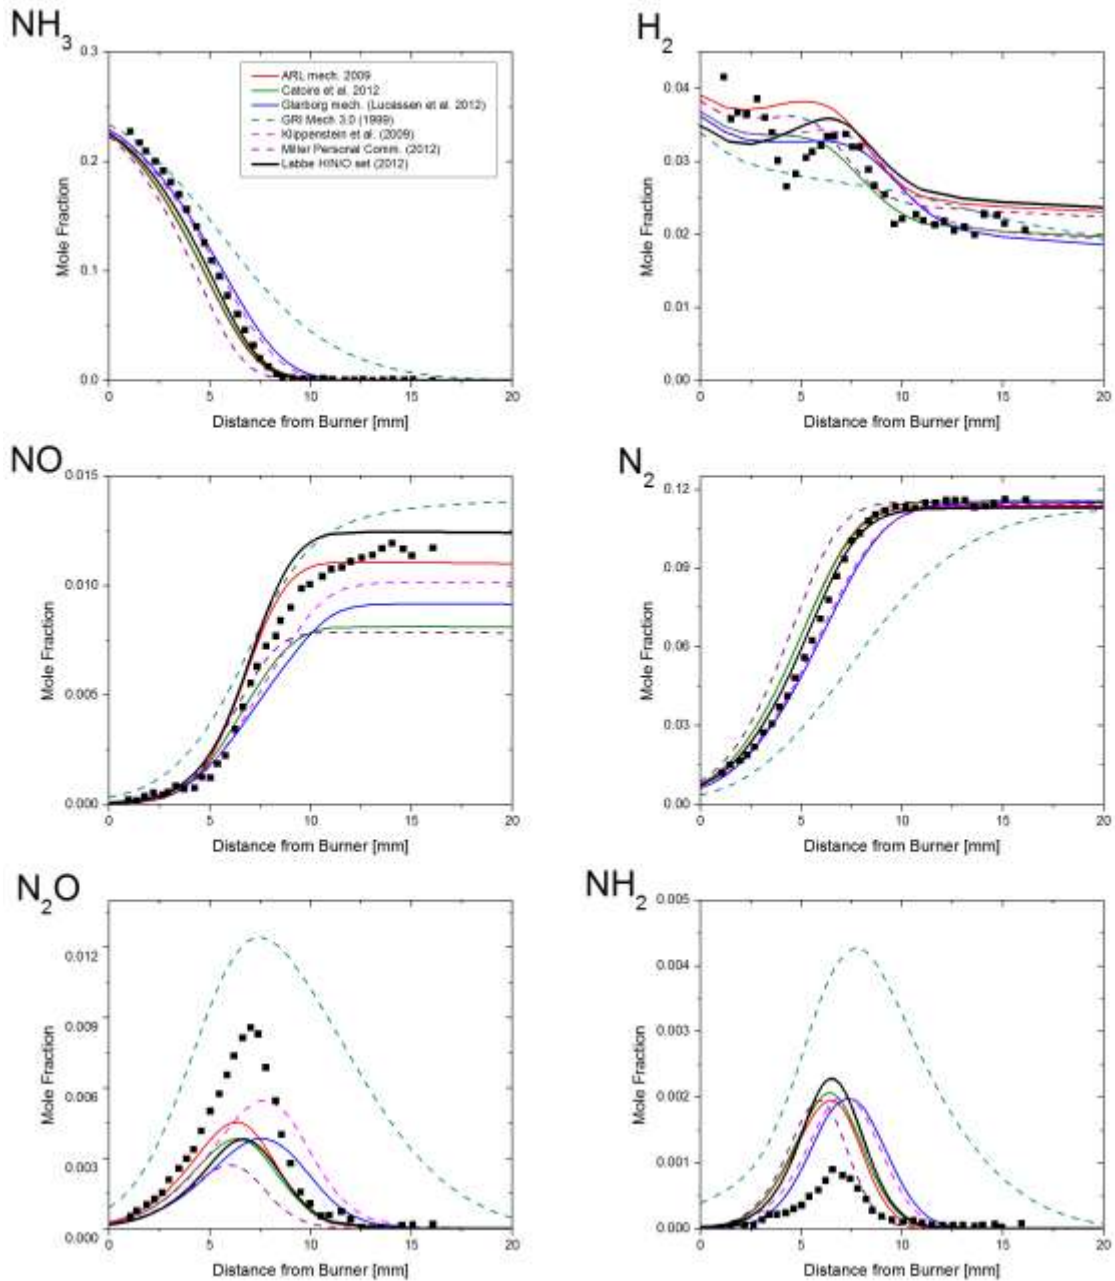 NH3
0.3
0.2
0.1
0.0
Mole Fraction
ARL mech. 2009
Catoire et al. 2012
Glarborg mech. (Lucassen et al. 2012)
GRI Mech 3.0 (1999)
Klippenstein et al. (2009)
Miller Personal Comm. (2012)
Labbe H/N/O set (2012)
0 5 10 15 20
Distance from Burner [mm]
H2
0.04
0.03
0.02
0.01
0.00
Mole Fraction
0 5 10 15 20
Distance from Burner [mm]
NO
0.015
0.010
0.005
0.000
Mole Fraction
0 5 10 15 20
Distance from Burner [mm]
N2
0.12
0.09
0.06
0.03
0.00
Mole Fraction
0 5 10 15 20
Distance from Burner [mm]
N2O
0.012
0.009
0.006
0.003
0.000
Mole Fraction
0 5 10 15 20
Distance from Burner [mm]
NH2
0.005
0.004
0.003
0.002
0.001
0.000
Mole Fraction
0 5 10 15 20
Distance from Burner [mm]